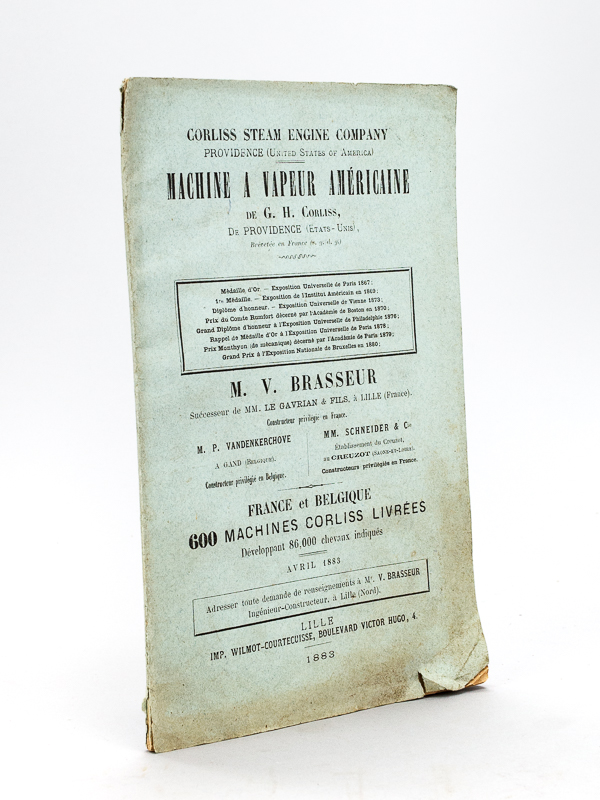 CORLISS STEAM ENGINE COMPANY
PROVIDENCE (UNITED STATES OF AMERICA)
MACHINE A VAPEUR AMÉRICAINE
DE G. H. CORLISS,
DE PROVIDENCE (ÉTATS-UNIS),
Brévetée en France (s. g. d. g.)
Médaille d'Or. — Exposition Universelle de Paris 1867;
1re Médaille. — Exposition de l'Institut Américain en 1869;
Diplôme d'honneur. — Exposition Universelle de Vienne 1873;
Prix du Comte Rumfort décerné par l'Académie de Boston en 1870;
Grand Diplôme d'honneur à l'Exposition Universelle de Philadelphie 1876;
Rappel de Médaille d'Or à l'Exposition Universelle de Paris 1878;
Prix Monthyon (de mécanique) décerné par l'Académie de Paris 1879;
Grand Prix à l'Exposition Nationale de Bruxelles en 1880;
M. V. BRASSEUR
Successeur de MM. LE GAVRIAN & FILS, à LILLE (France).
Constructeur privilégié en France.
M. P. VANDENKERCHOVE
A GAND (BELGIQUE).
Constructeur privilégié en Belgique.
MM. SCHNEIDER & Cie
Établissement du Creuzot,
au CREUZOT (SAONE-ET-LOIRE).
Constructeurs privilégiés en France.
FRANCE et BELGIQUE
600 MACHINES CORLISS LIVRÉES
Développant 86,000 chevaux indiqués
AVRIL 1883
Adresser toute demande de renseignements à Mr. V. BRASSEUR
Ingénieur-Constructeur, à Lille (Nord).
LILLE
IMP. WILMOT-COURTECUISSE, BOULEVARD VICTOR HUGO, 4.
1883